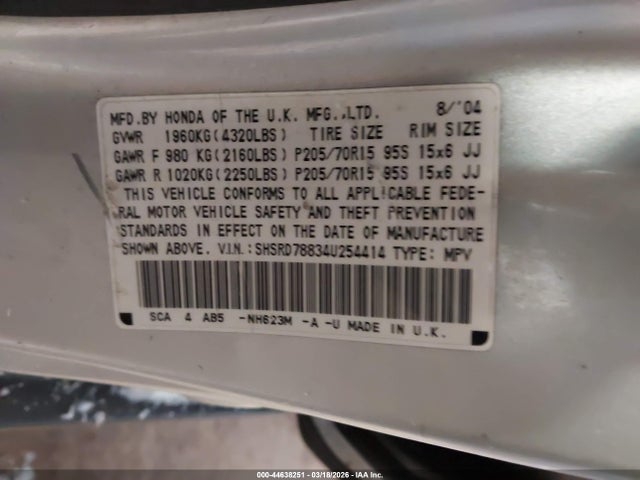 MFD.BY HONDA OF THE U.K. MFG.,LTD. 8/'04
GVWR 1960KG(4320LBS) TIRE SIZE RIM SIZE
GAWR F 980 KG(2160LBS) P205/70R15 95S 15x6 JJ
GAWR R 1020KG(2250LBS) P205/70R15 95S 15x6 JJ
THIS VEHICLE CONFORMS TO ALL APPLICABLE FEDE-
RAL MOTOR VEHICLE SAFETY AND THEFT PREVENTION
STANDARDS IN EFFECT ON THE DATE OF MANUFACTURE
SHOWN ABOVE. V.I.N.: SHSRD78834U254414 TYPE: MPV
SCA 4 AB5 -NH623M -A -U MADE IN U.K.
000-44638251 - 03/18/2026 - IAA Inc.